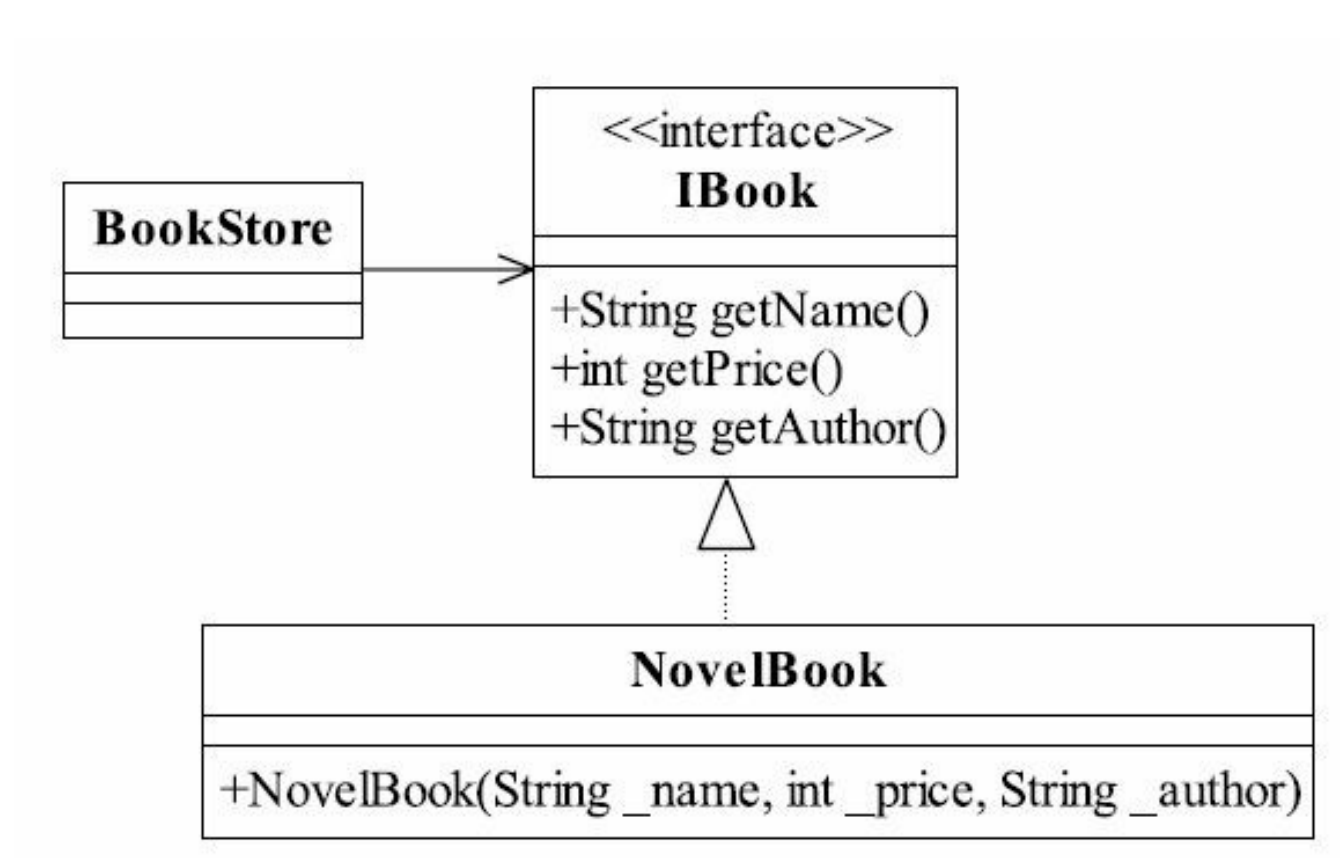 <<interface>>
IBook
BookStore
+String getName()
+int getPrice()
+String getAuthor()
NovelBook
+NovelBook(String _name, int _price, String _author)